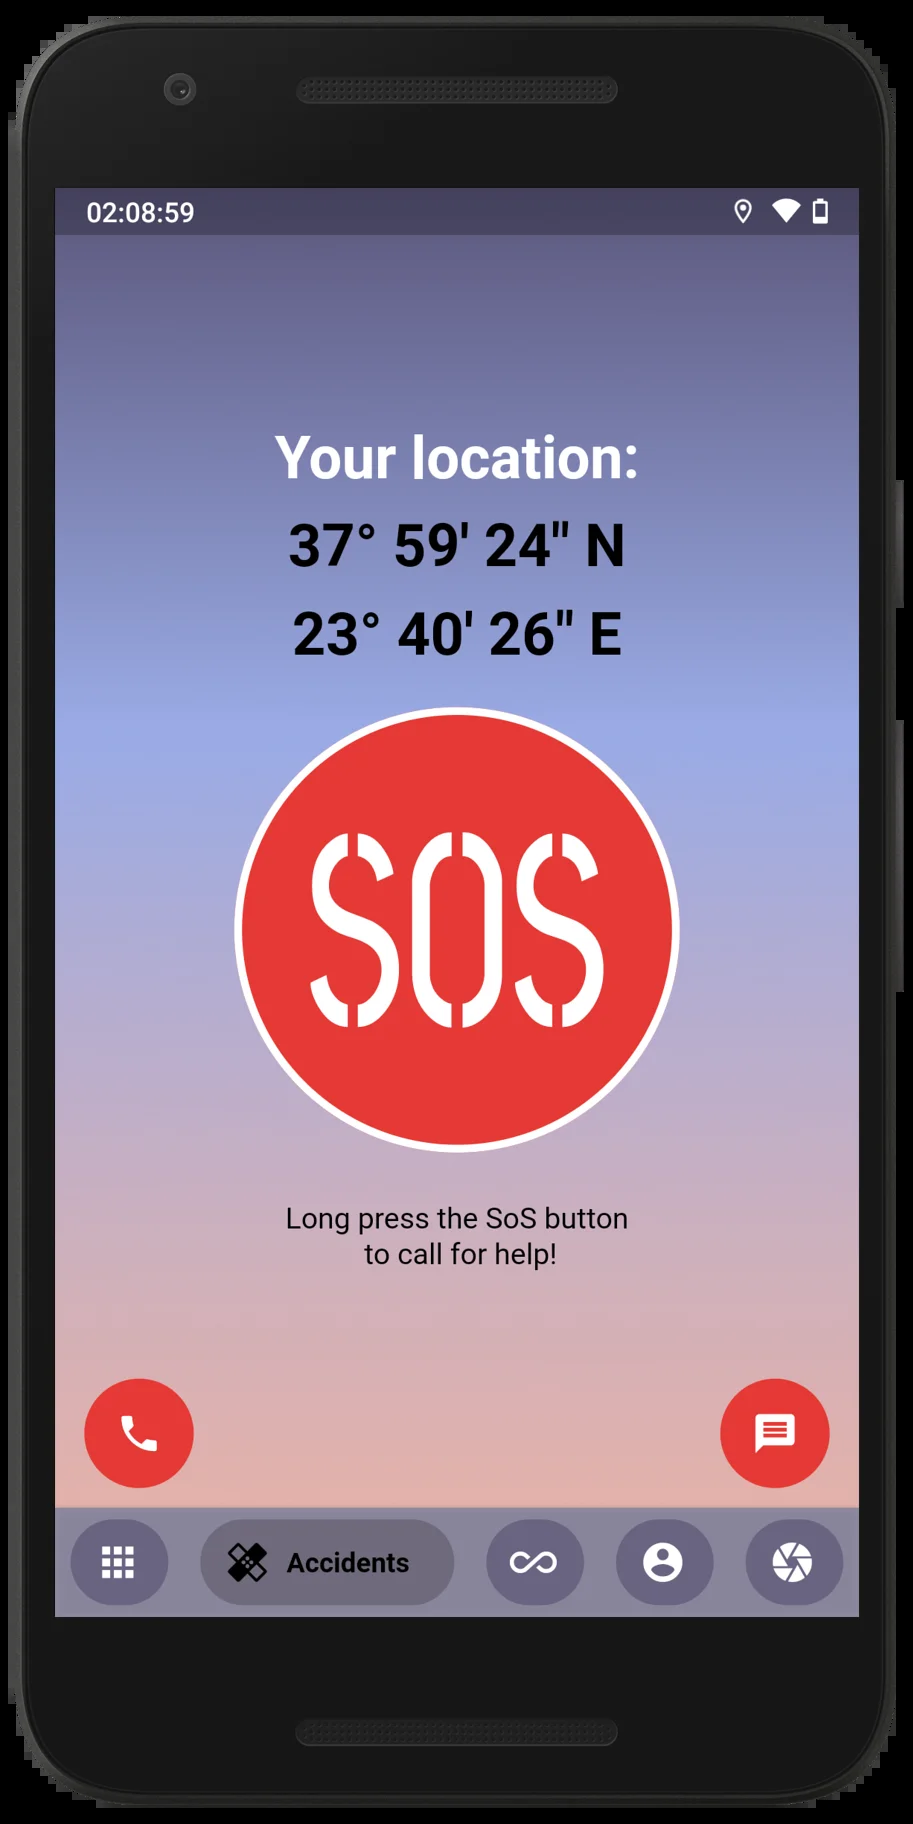 02:08:59
Your location:
37° 59' 24" N
23° 40' 26" E
SOS
Long press the SoS button
to call for help!
Accidents